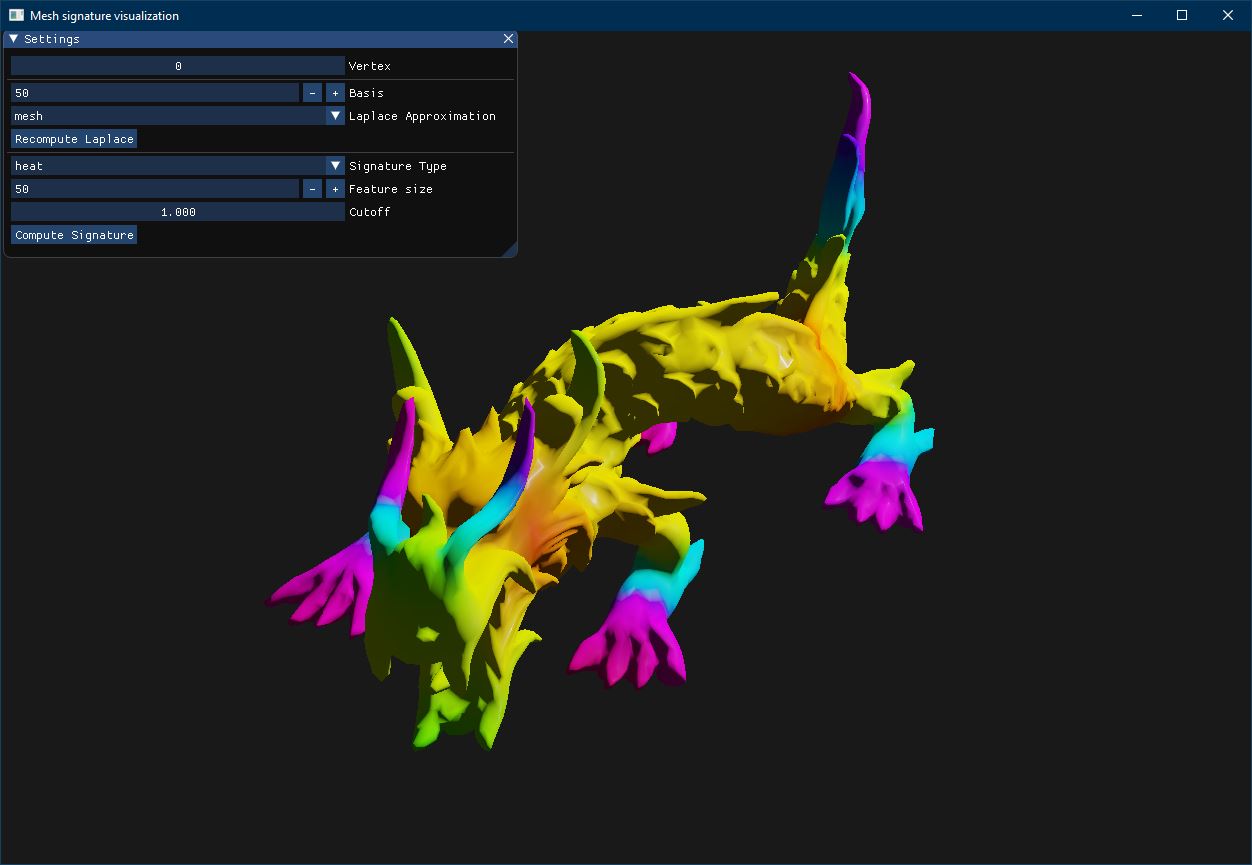 Mesh signature visualization
Settings
0 Vertex
50 - + Basis
mesh Laplace Approximation
Recompute Laplace
heat Signature Type
50 - + Feature size
1.000 Cutoff
Compute Signature